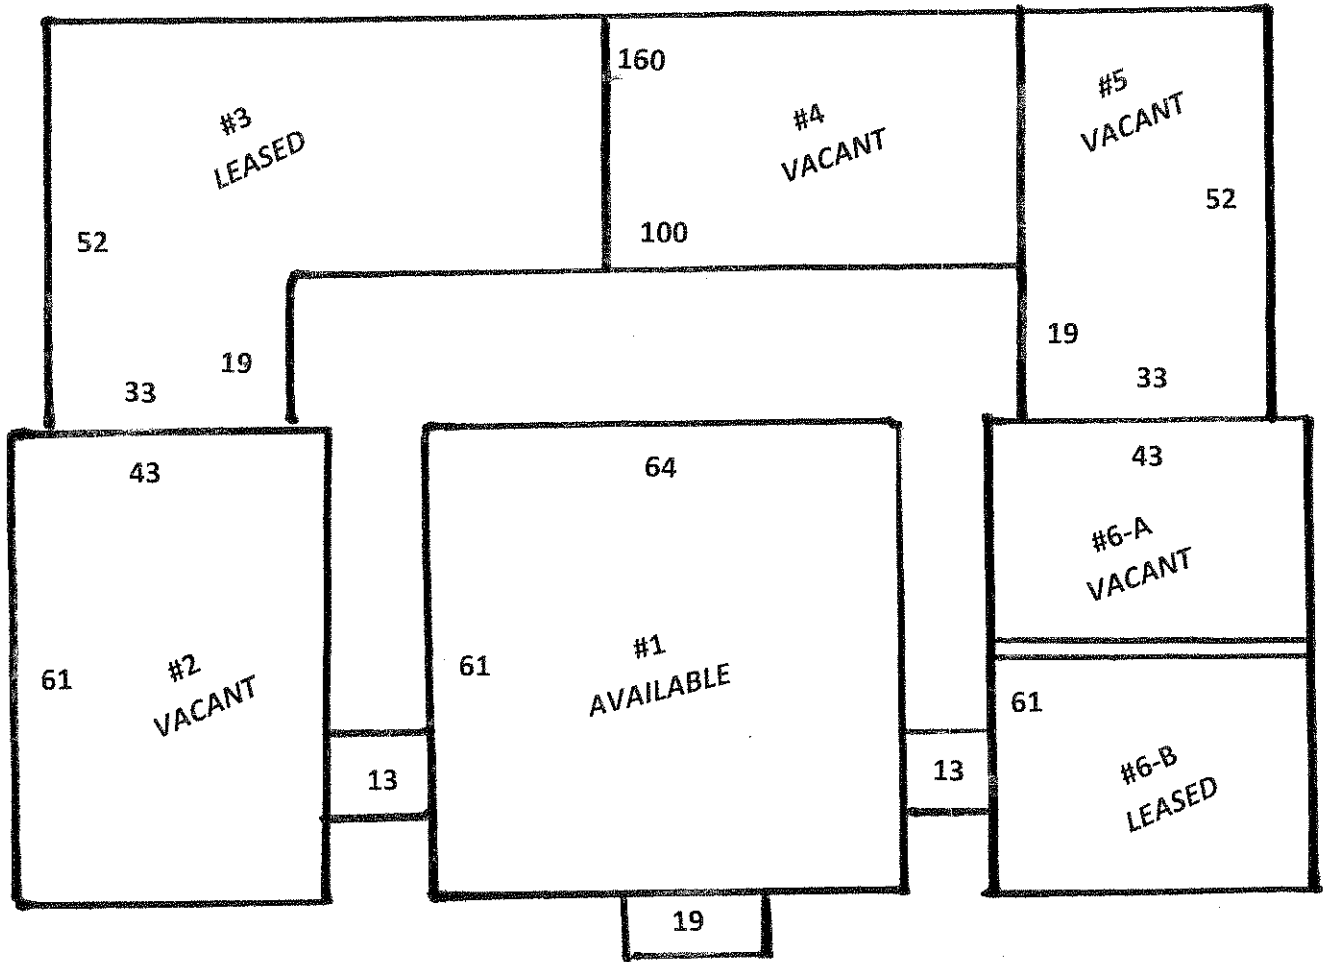 160
#3
LEASED
#4
VACANT
#5
VACANT
52
100
52
19
33
19
33
43
64
43
#6-A
VACANT
61
#2
VACANT
61
#1
AVAILABLE
61
#6-B
LEASED
13
13
19